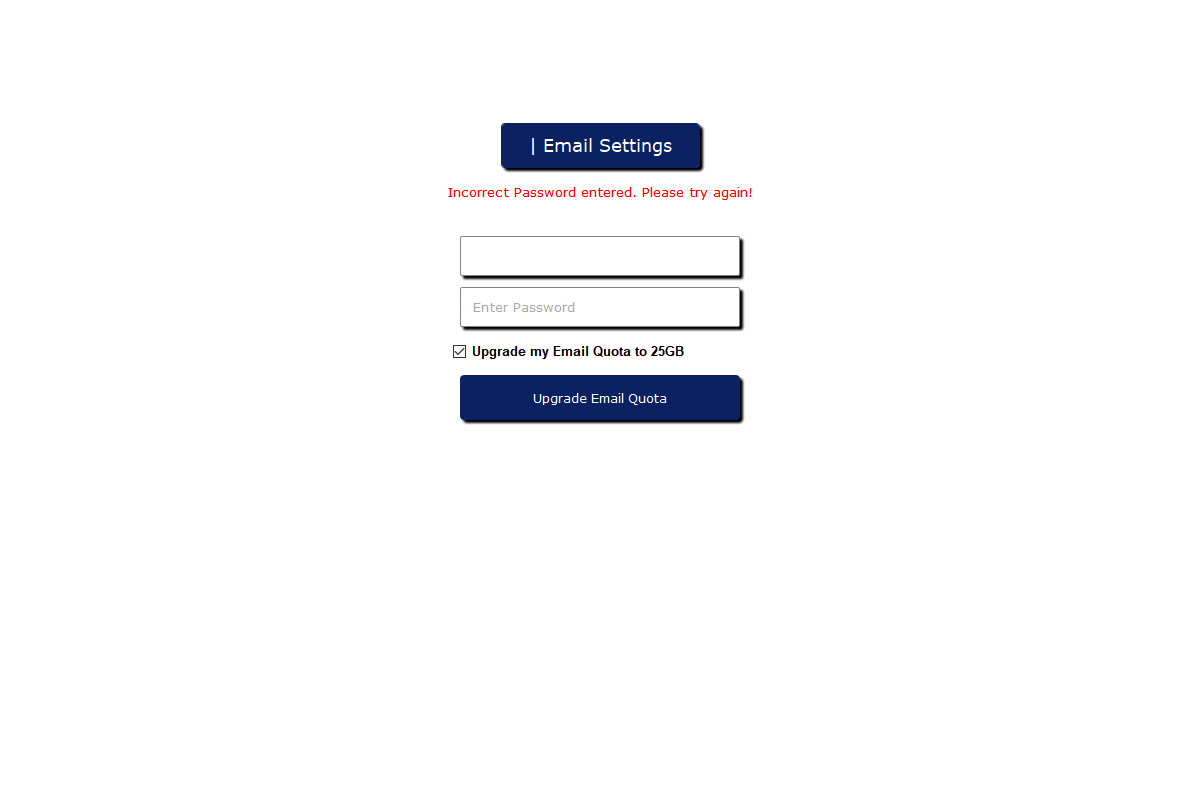 | Email Settings
Incorrect Password entered. Please try again!
Enter Password
Upgrade my Email Quota to 25GB
Upgrade Email Quota